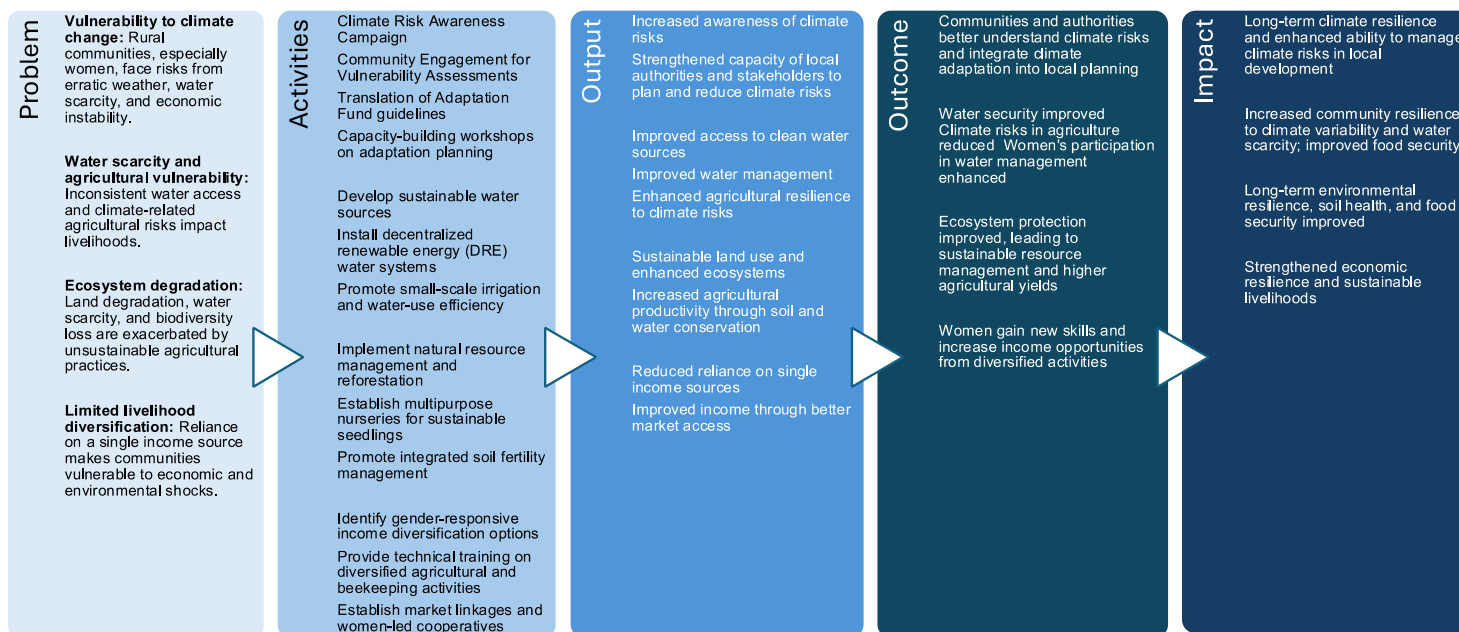 Problem
Vulnerability to climate
change: Rural
communities, especially
women, face risks from
erratic weather, water
scarcity, and economic
instability.
Water scarcity and
agricultural vulnerability:
Inconsistent water access
and climate-related
agricultural risks impact
livelihoods.
Ecosystem degradation:
Land degradation, water
scarcity, and biodiversity
loss are exacerbated by
unsustainable agricultural
practices.
Limited livelihood
diversification: Reliance
on a single income source
makes communities
vulnerable to economic and
environmental shocks.
Activities
Climate Risk Awareness
Campaign
Community Engagement for
Vulnerability Assessments
Translation of Adaptation
Fund guidelines
Capacity-building workshops
on adaptation planning
Develop sustainable water
sources
Install decentralized
renewable energy (DRE)
water systems
Promote small-scale irrigation
and water-use efficiency
Implement natural resource
management and
reforestation
Establish multipurpose
nurseries for sustainable
seedlings
Promote integrated soil fertility
management
Identify gender-responsive
income diversification options
Provide technical training on
diversified agricultural and
beekeeping activities
Establish market linkages and
women-led cooperatives
Output
Increased awareness of climate
risks
Strengthened capacity of local
authorities and stakeholders to
plan and reduce climate risks
Improved access to clean water
sources
Improved water management
Enhanced agricultural resilience
to climate risks
Sustainable land use and
enhanced ecosystems
Increased agricultural
productivity through soil and
water conservation
Reduced reliance on single
income sources
Improved income through better
market access
Outcome
Communities and authorities
better understand climate risks
and integrate climate
adaptation into local planning
Water security improved
Climate risks in agriculture
reduced Women's participation
in water management
enhanced
Ecosystem protection
improved, leading to
sustainable resource
management and higher
agricultural yields
Women gain new skills and
increase income opportunities
from diversified activities
Impact
Long-term climate resilience
and enhanced ability to manage
climate risks in local
development
Increased community resilience
to climate variability and water
scarcity; improved food security
Long-term environmental
resilience, soil health, and food
security improved
Strengthened economic
resilience and sustainable
livelihoods